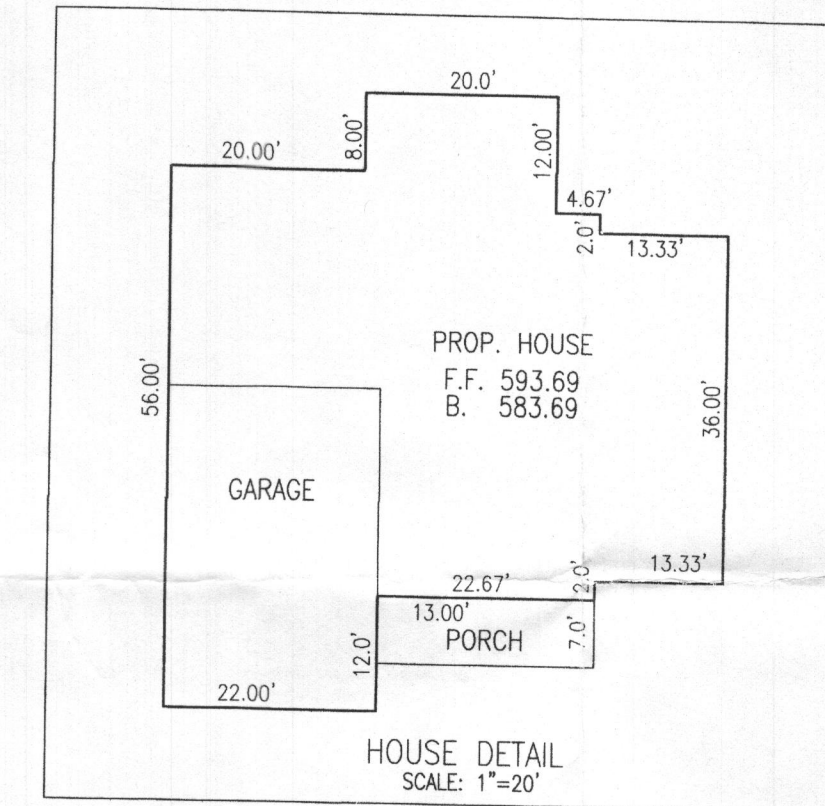 20.0'
20.00'
8.00'
12.00'
4.67'
2.0'
13.33'
PROP. HOUSE
F.F. 593.69
B. 583.69
56.00'
36.00'
GARAGE
13.33'
2.0'
22.67'
13.00'
PORCH
7.0'
12.0'
22.00'
HOUSE DETAIL
SCALE: 1"=20'